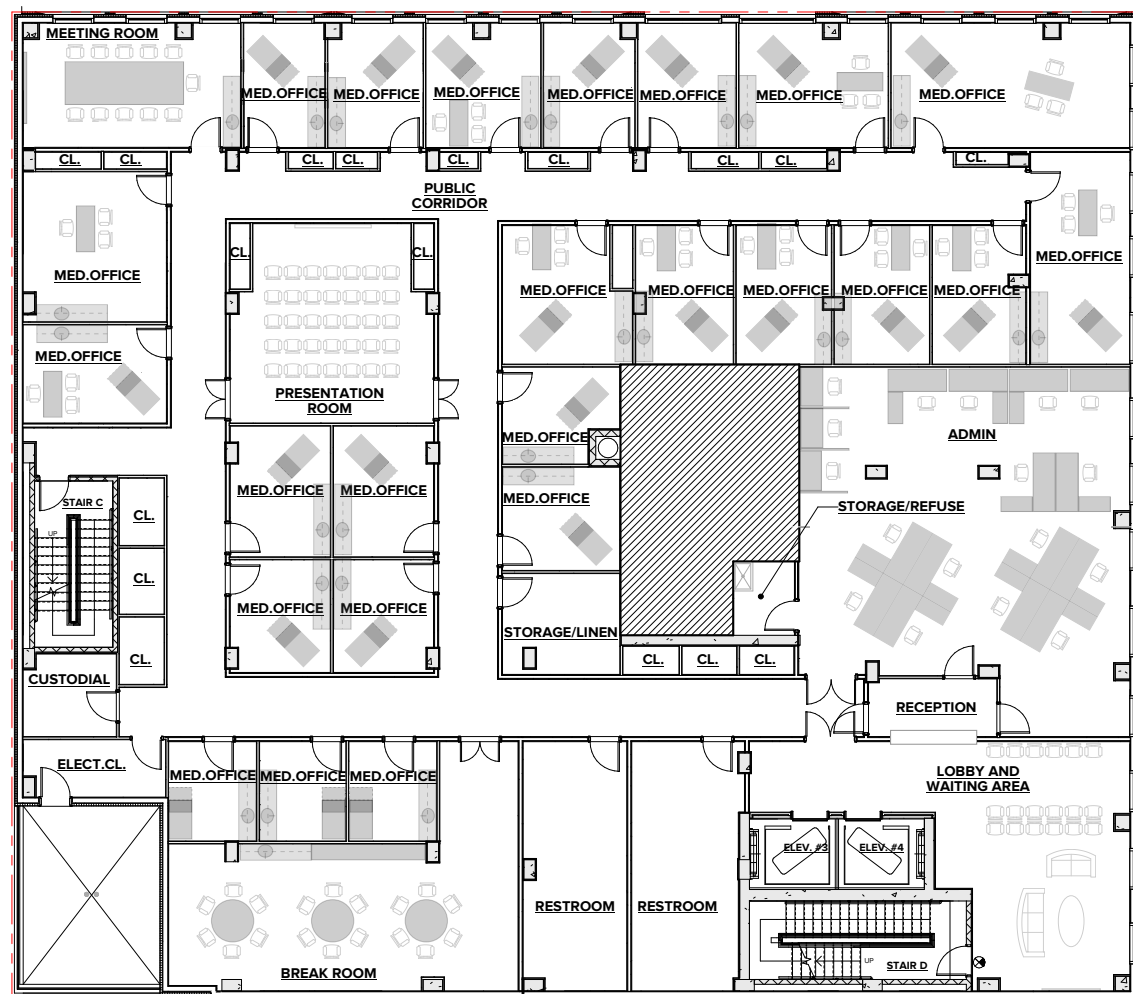 MEETING ROOM
MED.OFFICE
MED.OFFICE
MED.OFFICE
MED.OFFICE
MED.OFFICE
MED.OFFICE
MED.OFFICE
CL.
CL.
CL.
CL.
CL.
CL.
CL.
CL.
CL.
PUBLIC
CORRIDOR
CL.
CL.
MED.OFFICE
MED.OFFICE
MED.OFFICE
MED.OFFICE
MED.OFFICE
MED.OFFICE
MED.OFFICE
MED.OFFICE
PRESENTATION
ROOM
MED.OFFICE
ADMIN
MED.OFFICE
MED.OFFICE
MED.OFFICE
STAIR C
UP
CL.
STORAGE/REFUSE
CL.
MED.OFFICE
MED.OFFICE
STORAGE/LINEN
CL.
CL.
CL.
CL.
CUSTODIAL
RECEPTION
ELECT.CL.
MED.OFFICE
MED.OFFICE
MED.OFFICE
LOBBY AND
WAITING AREA
ELEV. #3
ELEV. #4
RESTROOM
RESTROOM
UP
STAIR D
BREAK ROOM